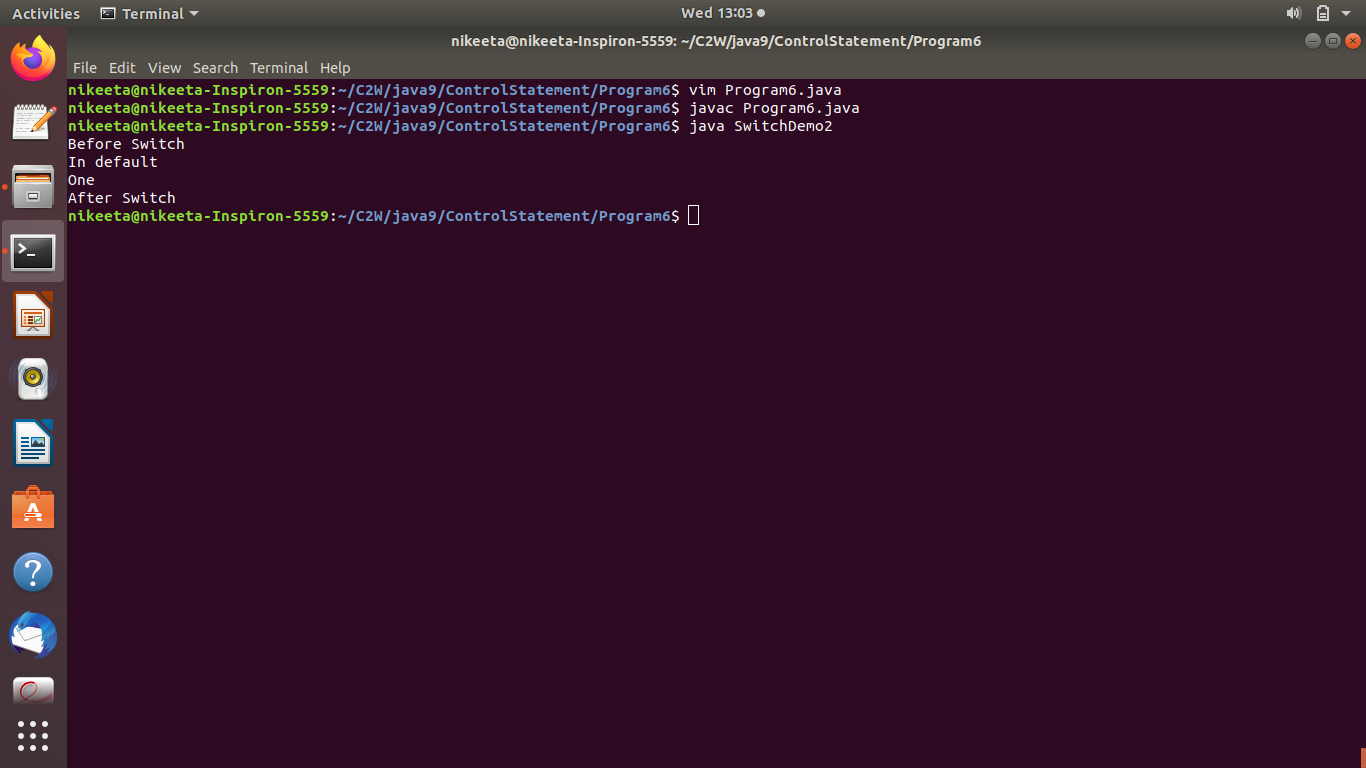 Activities Terminal Wed 13:03
nikeeta@nikeeta-Inspiron-5559: ~/C2W/java9/ControlStatement/Program6
File Edit View Search Terminal Help
nikeeta@nikeeta-Inspiron-5559:~/C2W/java9/ControlStatement/Program6$ vim Program6.java
nikeeta@nikeeta-Inspiron-5559:~/C2W/java9/ControlStatement/Program6$ javac Program6.java
nikeeta@nikeeta-Inspiron-5559:~/C2W/java9/ControlStatement/Program6$ java SwitchDemo2
Before Switch
In default
One
After Switch
nikeeta@nikeeta-Inspiron-5559:~/C2W/java9/ControlStatement/Program6$